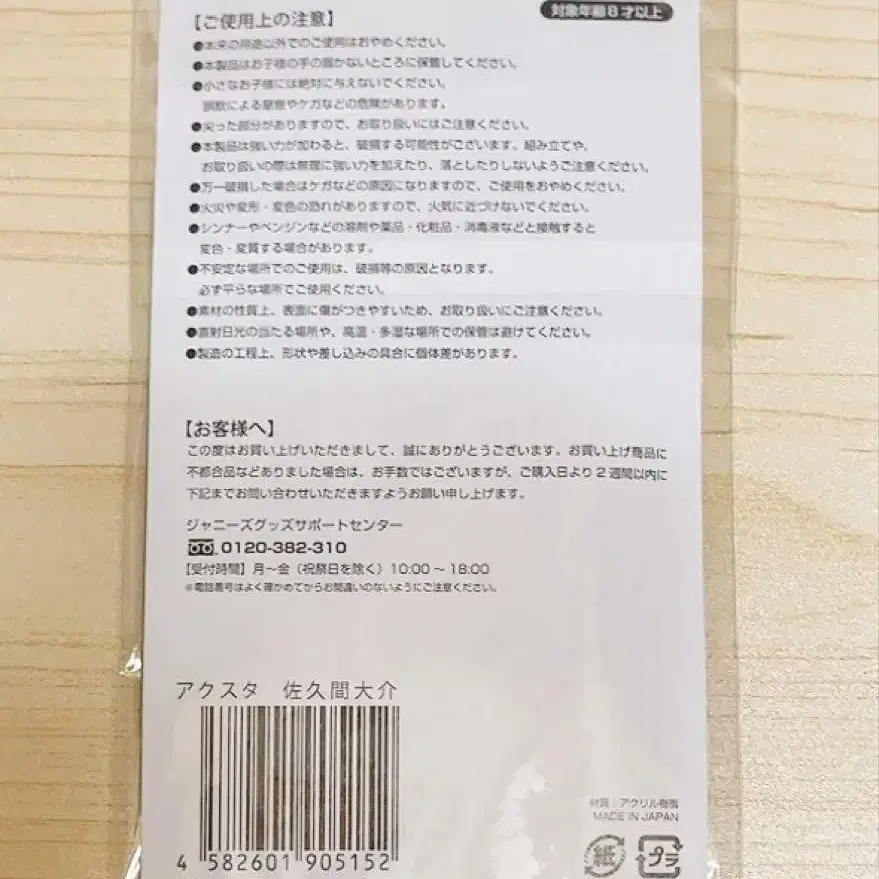 【ご使用上の注意】
対象年齢8才以上
●本来の用途以外でのご使用はおやめください。
●本製品はお子様の手の届かないところに保管してください。
●小さなお子様には絶対に与えないでください。
誤飲による窒息やケガなどの危険があります。
●尖った部分がありますので、お取り扱いにはご注意ください。
●本製品は強い力が加わると、破損する可能性がございます。組み立てや、
お取り扱いの際は無理に強い力を加えたり、落としたりしないようご注意ください。
●万一破損した場合はケガなどの原因になりますので、ご使用をおやめください。
●火災や変形・変色の恐れがありますので、火気に近づけないでください。
●シンナーやベンジンなどの溶剤や薬品・化粧品・消毒液などと接触すると
変色・変質する場合があります。
●不安定な場所でのご使用は、破損等の原因となります。
必ず平らな場所でご使用ください。
●素材の性質上、表面に傷がつきやすいため、お取り扱いにご注意ください。
●直射日光の当たる場所や、高温・多湿な場所での保管は避けてください。
●製造の工程上、形状や差し込みの具合に個体差があります。
【お客様へ】
この度はお買い上げいただきまして、誠にありがとうございます。お買い上げ商品に
不都合品などありました場合は、お手数ではございますが、ご購入日より2週間以内に
下記までお問い合わせいただきますようお願い申し上げます。
ジャニーズグッズサポートセンター
0120-382-310
【受付時間】月～金（祝祭日を除く）10:00～18:00
※電話番号はよく確かめてからお間違いのないようにご注意ください。
アクスタ 佐久間大介
4 582601 905152
材質：アクリル樹脂
MADE IN JAPAN
紙 プラ